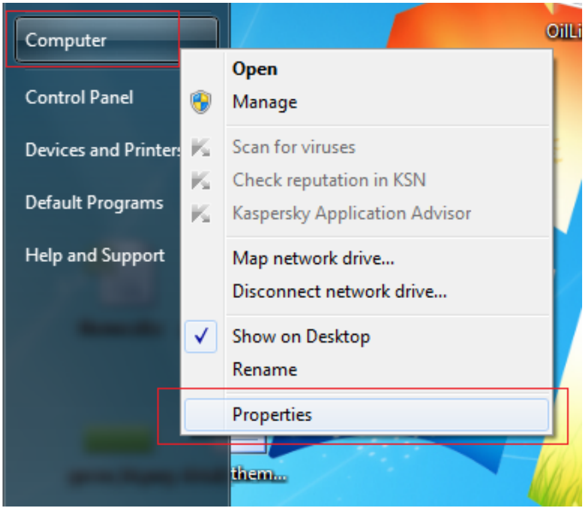 Computer
Control Panel
Devices and Printers
Default Programs
Help and Support
OilLi
Open
Manage
Scan for viruses
Check reputation in KSN
Kaspersky Application Advisor
Map network drive...
Disconnect network drive...
Show on Desktop
Rename
Properties
them...